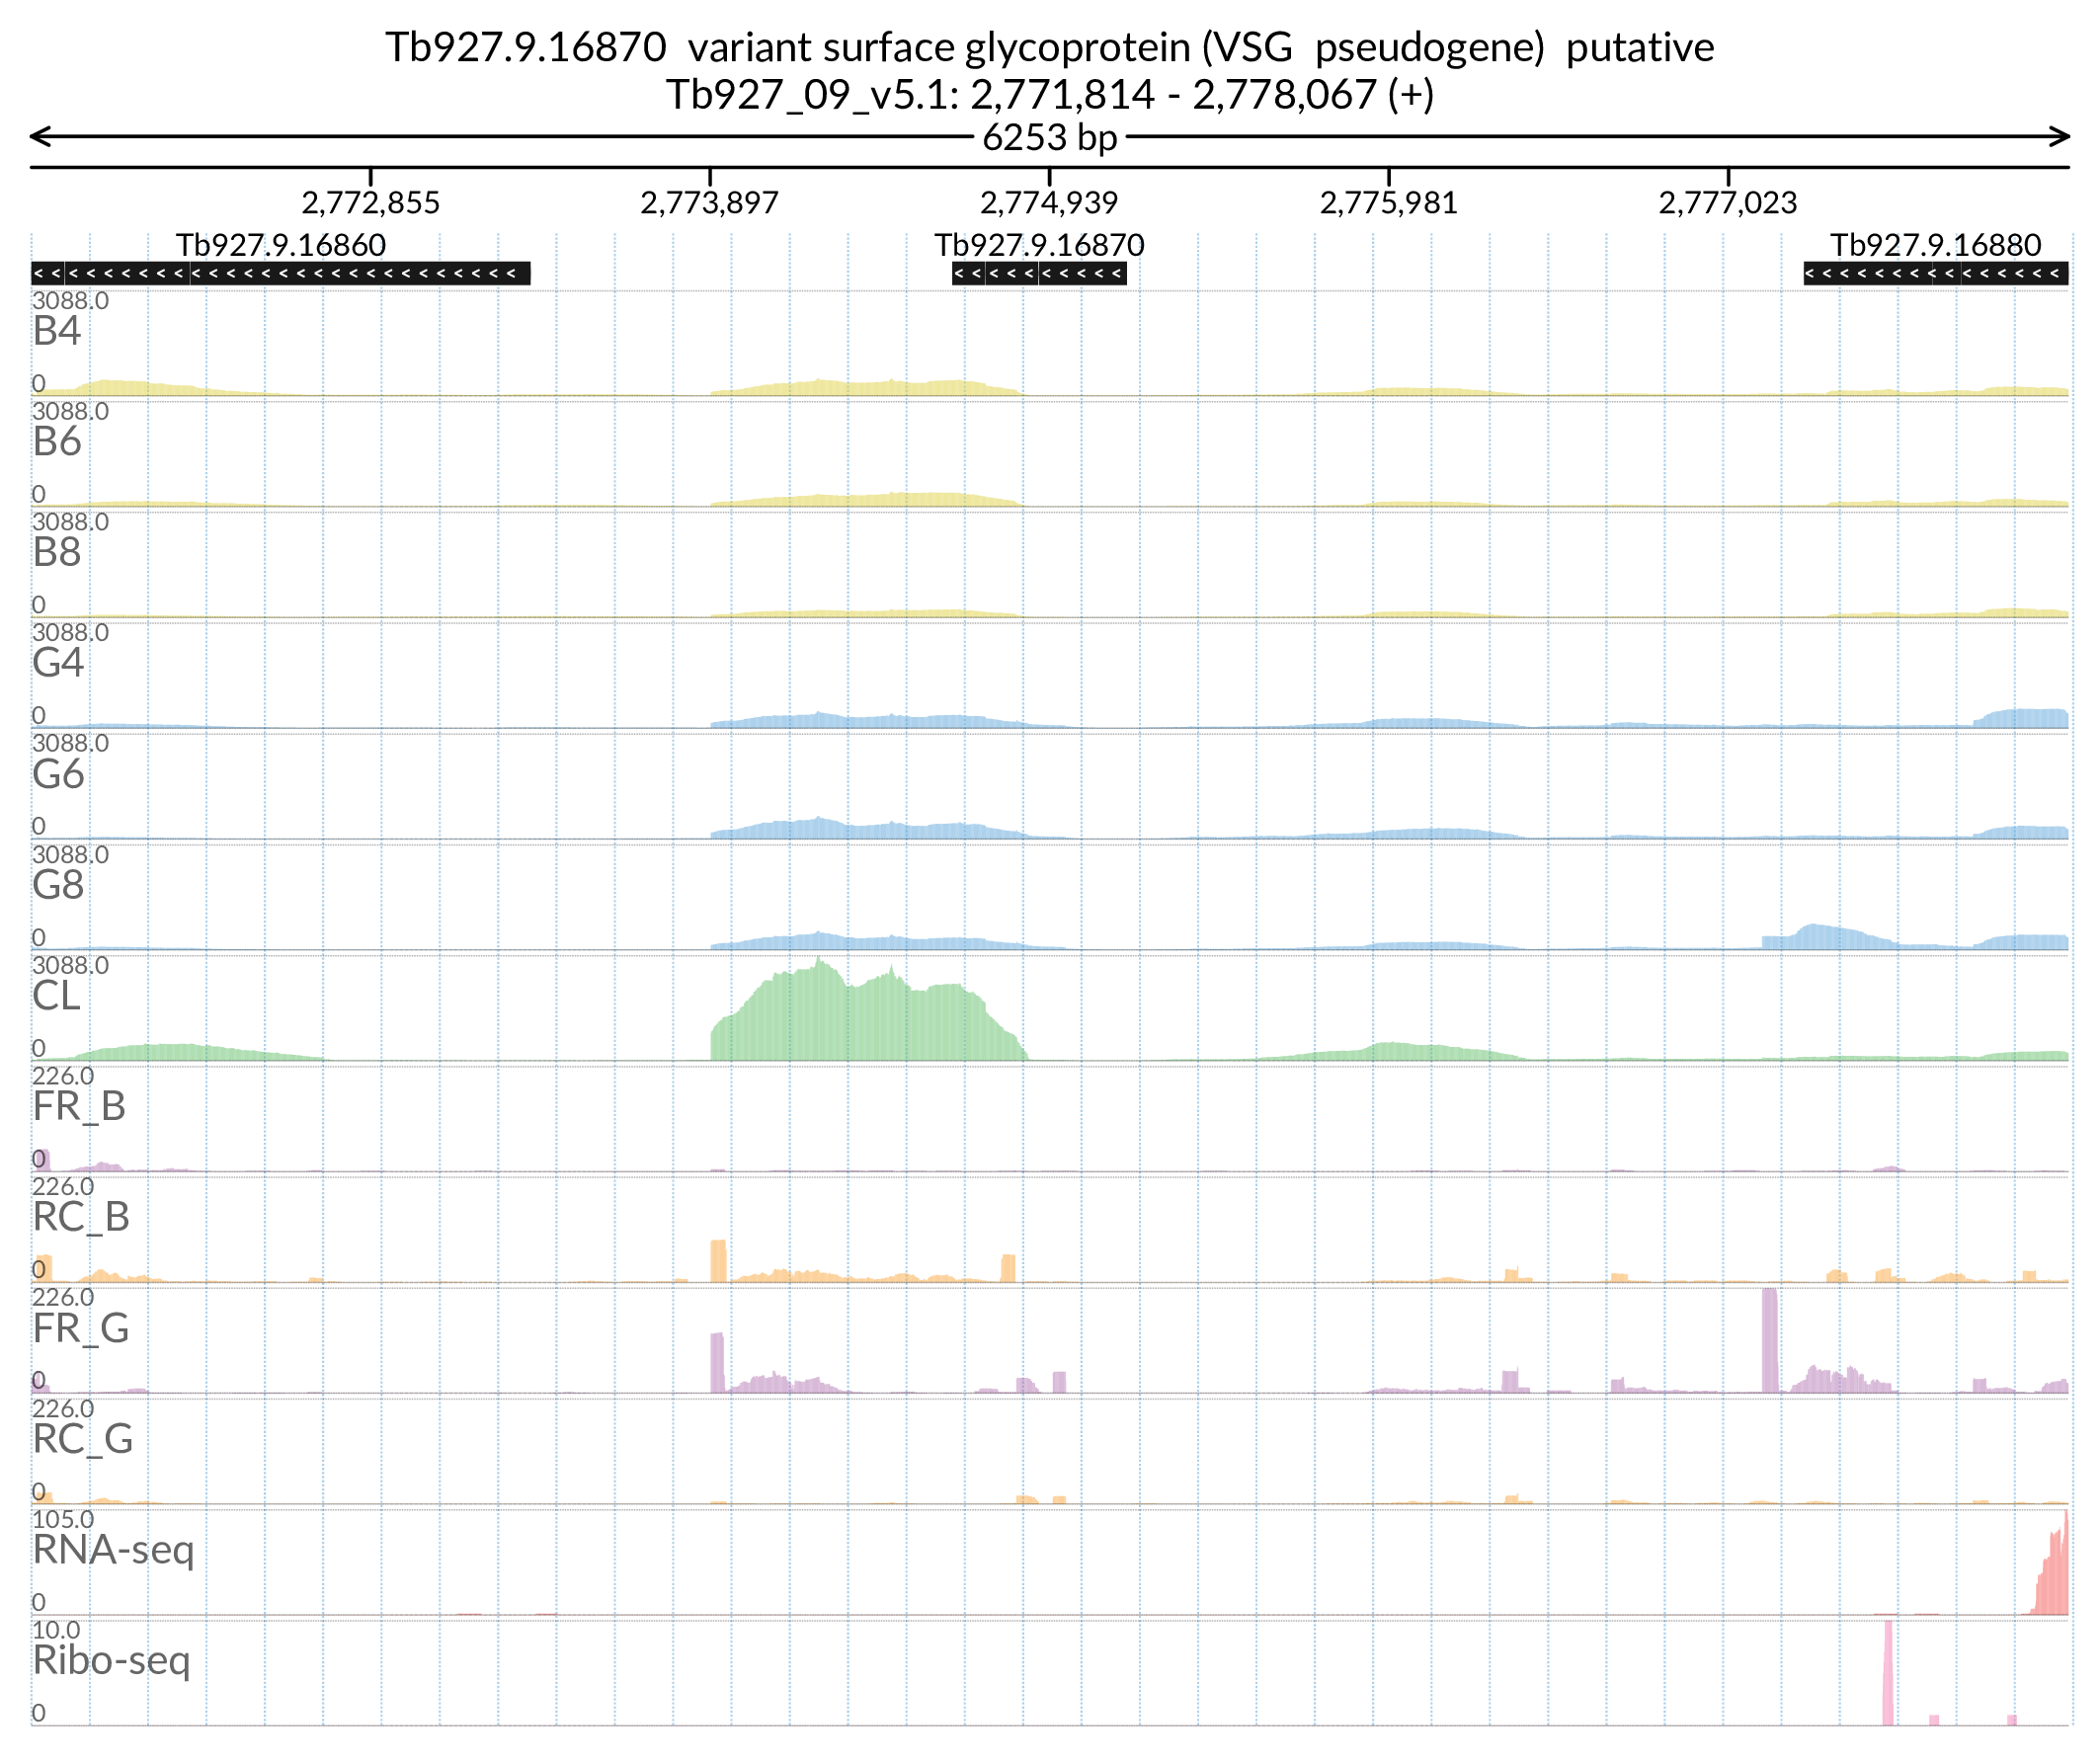 Tb927.9.16870  variant surface glycoprotein (VSG  pseudogene)  putative
Tb927_09_v5.1: 2,771,814 - 2,778,067 (+)
6253 bp
2,772,855 2,773,897 2,774,939 2,775,981 2,777,023
Tb927.9.16860 Tb927.9.16870 Tb927.9.16880
3088.0
B4
0
3088.0
B6
0
3088.0
B8
0
3088.0
G4
0
3088.0
G6
0
3088.0
G8
0
3088.0
CL
0
226.0
FR_B
0
226.0
RC_B
0
226.0
FR_G
0
226.0
RC_G
0
105.0
RNA-seq
0
10.0
Ribo-seq
0